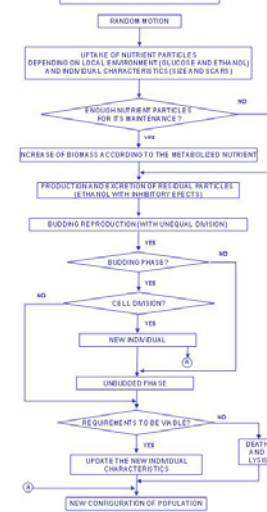 RANDOM MOTION
UPTAKE OF NUTRIENT PARTICLES
DEPENDING ON LOCAL ENVIRONMENT (GLUCOSE AND ETHANOL)
AND INDIVIDUAL CHARACTERISTICS (SIZE AND SCARS)
NO
ENOUGH NUTRIENT PARTICLES
FOR ITS MAINTENANCE?
YES
INCREASE OF BIOMASS ACCORDING TO THE METABOLIZED NUTRIENT
PRODUCTION AND EXCRETION OF RESIDUAL PARTICLES
(ETHANOL WITH INHIBITORY EFECTS)
BUDDING REPRODUCTION (WITH UNEQUAL DIVISION)
YES
NO
BUDDING PHASE?
YES
NO
CELL DIVISION?
YES
NEW INDIVIDUAL
A
UNBUDDED PHASE
NO
REQUIREMENTS TO BE VIABLE?
YES
DEATH
AND
LYSIS
UPDATE THE NEW INDIVIDUAL
CHARACTERISTICS
A
NEW CONFIGURATION OF POPULATION